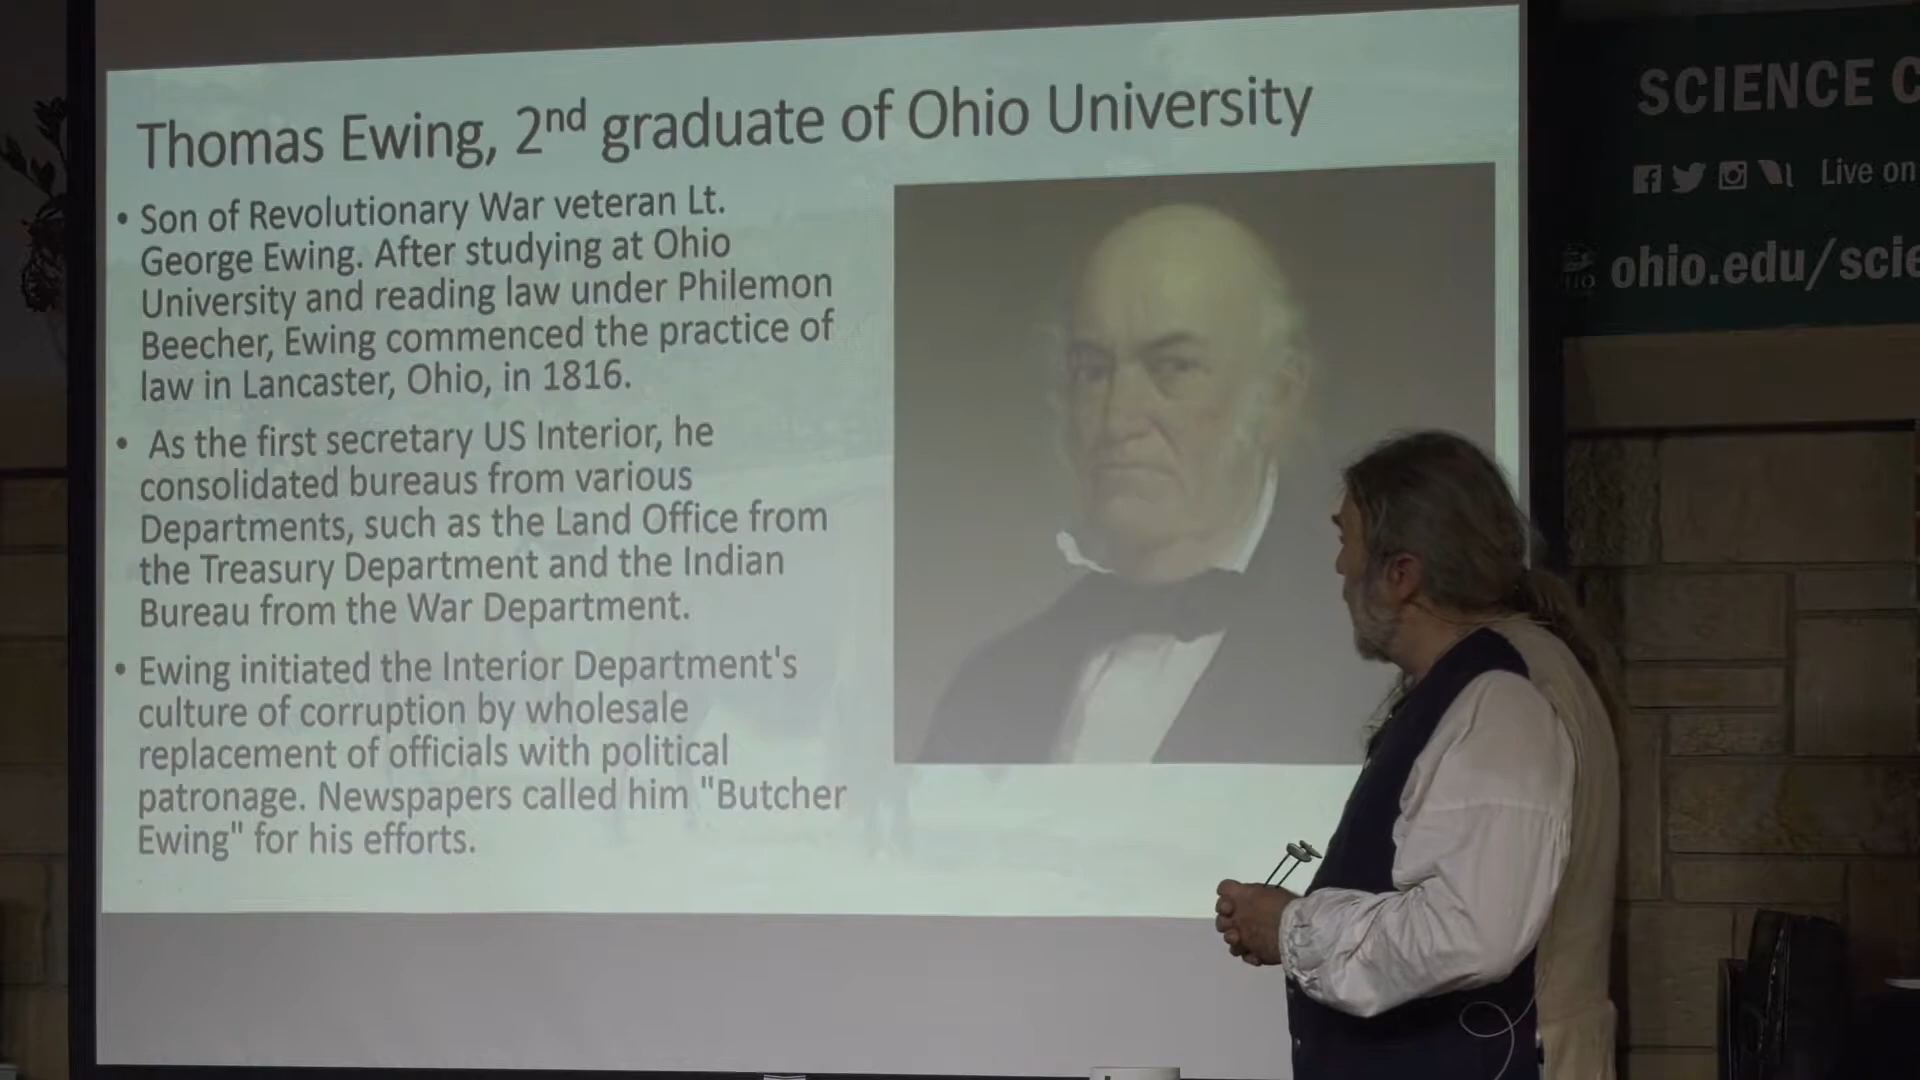 Thomas Ewing, 2nd graduate of Ohio University
• Son of Revolutionary War veteran Lt.
George Ewing. After studying at Ohio
University and reading law under Philemon
Beecher, Ewing commenced the practice of
law in Lancaster, Ohio, in 1816.
• As the first secretary US Interior, he
consolidated bureaus from various
Departments, such as the Land Office from
the Treasury Department and the Indian
Bureau from the War Department.
• Ewing initiated the Interior Department's
culture of corruption by wholesale
replacement of officials with political
patronage. Newspapers called him "Butcher
Ewing" for his efforts.
SCIENCE C
Live on
ohio.edu/scie